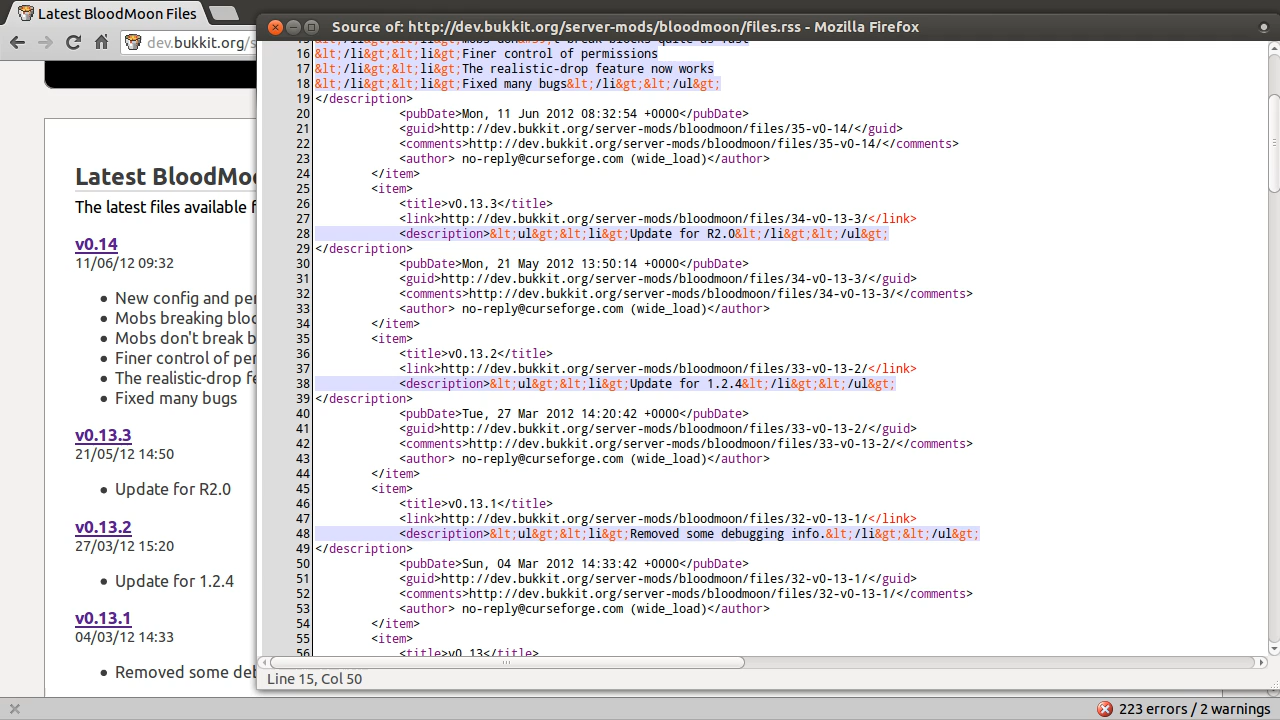 Latest BloodMoon Files
dev.bukkit.org/s
Latest BloodMoo
The latest files available f
v0.14
11/06/12 09:32
New config and per
Mobs breaking bloc
Mobs don't break b
Finer control of per
The realistic-drop fe
Fixed many bugs
v0.13.3
21/05/12 14:50
Update for R2.0
v0.13.2
27/03/12 15:20
Update for 1.2.4
v0.13.1
04/03/12 14:33
Removed some deb
Source of: http://dev.bukkit.org/server-mods/bloodmoon/files.rss - Mozilla Firefox
16 &lt;/li&gt;&lt;li&gt;Finer control of permissions
17 &lt;/li&gt;&lt;li&gt;The realistic-drop feature now works
18 &lt;/li&gt;&lt;li&gt;Fixed many bugs&lt;/li&gt;&lt;/ul&gt;
19 </description>
20 <pubDate>Mon, 11 Jun 2012 08:32:54 +0000</pubDate>
21 <guid>http://dev.bukkit.org/server-mods/bloodmoon/files/35-v0-14/</guid>
22 <comments>http://dev.bukkit.org/server-mods/bloodmoon/files/35-v0-14/</comments>
23 <author> no-reply@curseforge.com (wide_load)</author>
24 </item>
25 <item>
26 <title>v0.13.3</title>
27 <link>http://dev.bukkit.org/server-mods/bloodmoon/files/34-v0-13-3/</link>
28 <description>&lt;ul&gt;&lt;li&gt;Update for R2.0&lt;/li&gt;&lt;/ul&gt;
29 </description>
30 <pubDate>Mon, 21 May 2012 13:50:14 +0000</pubDate>
31 <guid>http://dev.bukkit.org/server-mods/bloodmoon/files/34-v0-13-3/</guid>
32 <comments>http://dev.bukkit.org/server-mods/bloodmoon/files/34-v0-13-3/</comments>
33 <author> no-reply@curseforge.com (wide_load)</author>
34 </item>
35 <item>
36 <title>v0.13.2</title>
37 <link>http://dev.bukkit.org/server-mods/bloodmoon/files/33-v0-13-2/</link>
38 <description>&lt;ul&gt;&lt;li&gt;Update for 1.2.4&lt;/li&gt;&lt;/ul&gt;
39 </description>
40 <pubDate>Tue, 27 Mar 2012 14:20:42 +0000</pubDate>
41 <guid>http://dev.bukkit.org/server-mods/bloodmoon/files/33-v0-13-2/</guid>
42 <comments>http://dev.bukkit.org/server-mods/bloodmoon/files/33-v0-13-2/</comments>
43 <author> no-reply@curseforge.com (wide_load)</author>
44 </item>
45 <item>
46 <title>v0.13.1</title>
47 <link>http://dev.bukkit.org/server-mods/bloodmoon/files/32-v0-13-1/</link>
48 <description>&lt;ul&gt;&lt;li&gt;Removed some debugging info.&lt;/li&gt;&lt;/ul&gt;
49 </description>
50 <pubDate>Sun, 04 Mar 2012 14:33:42 +0000</pubDate>
51 <guid>http://dev.bukkit.org/server-mods/bloodmoon/files/32-v0-13-1/</guid>
52 <comments>http://dev.bukkit.org/server-mods/bloodmoon/files/32-v0-13-1/</comments>
53 <author> no-reply@curseforge.com (wide_load)</author>
54 </item>
55 <item>
56 <title>v0.13</title>
Line 15, Col 50
223 errors / 2 warnings